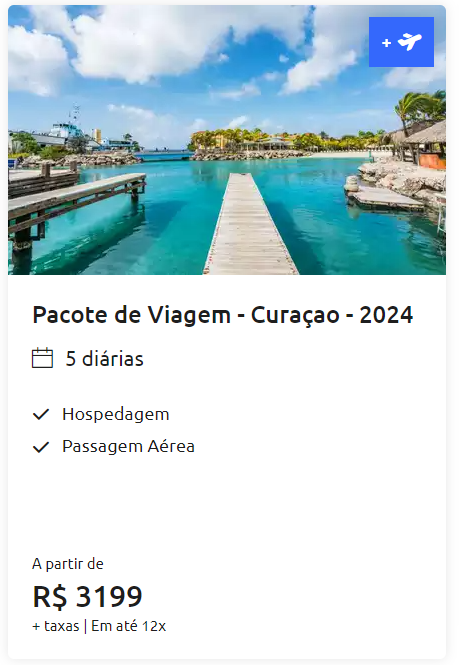 +
Pacote de Viagem - Curaçao - 2024
5 diárias
Hospedagem
Passagem Aérea
A partir de
R$ 3199
+ taxas | Em até 12x